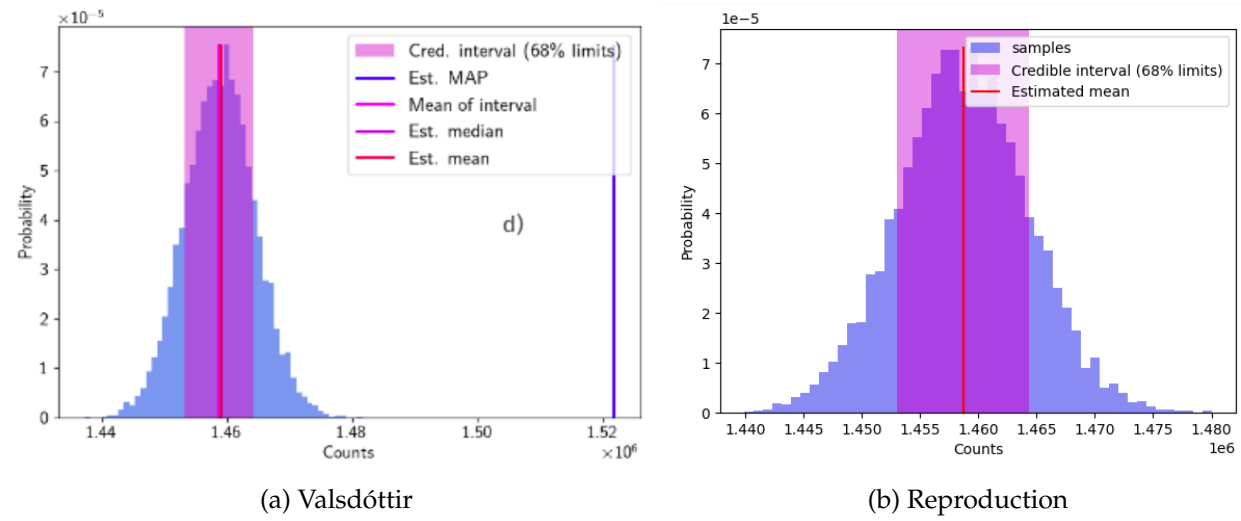 ×10⁻⁵
Cred. interval (68% limits)
Est. MAP
Mean of interval
Est. median
Est. mean
d)
Probability
7
6
5
4
3
2
1
0
1.44 1.46 1.48 1.50 1.52
Counts
×10⁶
(a) Valsdóttir
1e−5
samples
Credible interval (68% limits)
Estimated mean
Probability
7
6
5
4
3
2
1
0
1.440 1.445 1.450 1.455 1.460 1.465 1.470 1.475 1.480
Counts
1e6
(b) Reproduction